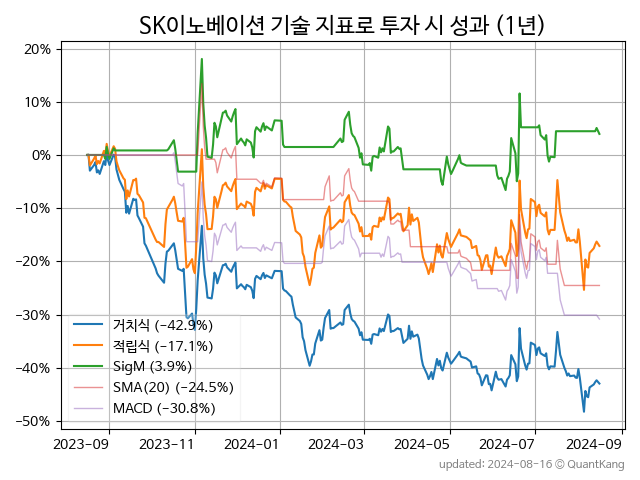 SK이노베이션 기술 지표로 투자 시 성과 (1년)
20%
10%
0%
−10%
−20%
−30%
−40%
−50%
거치식 (−42.9%)
적립식 (−17.1%)
SigM (3.9%)
SMA(20) (−24.5%)
MACD (−30.8%)
2023−09 2023−11 2024−01 2024−03 2024−05 2024−07 2024−09
updated: 2024-08-16 © QuantKang